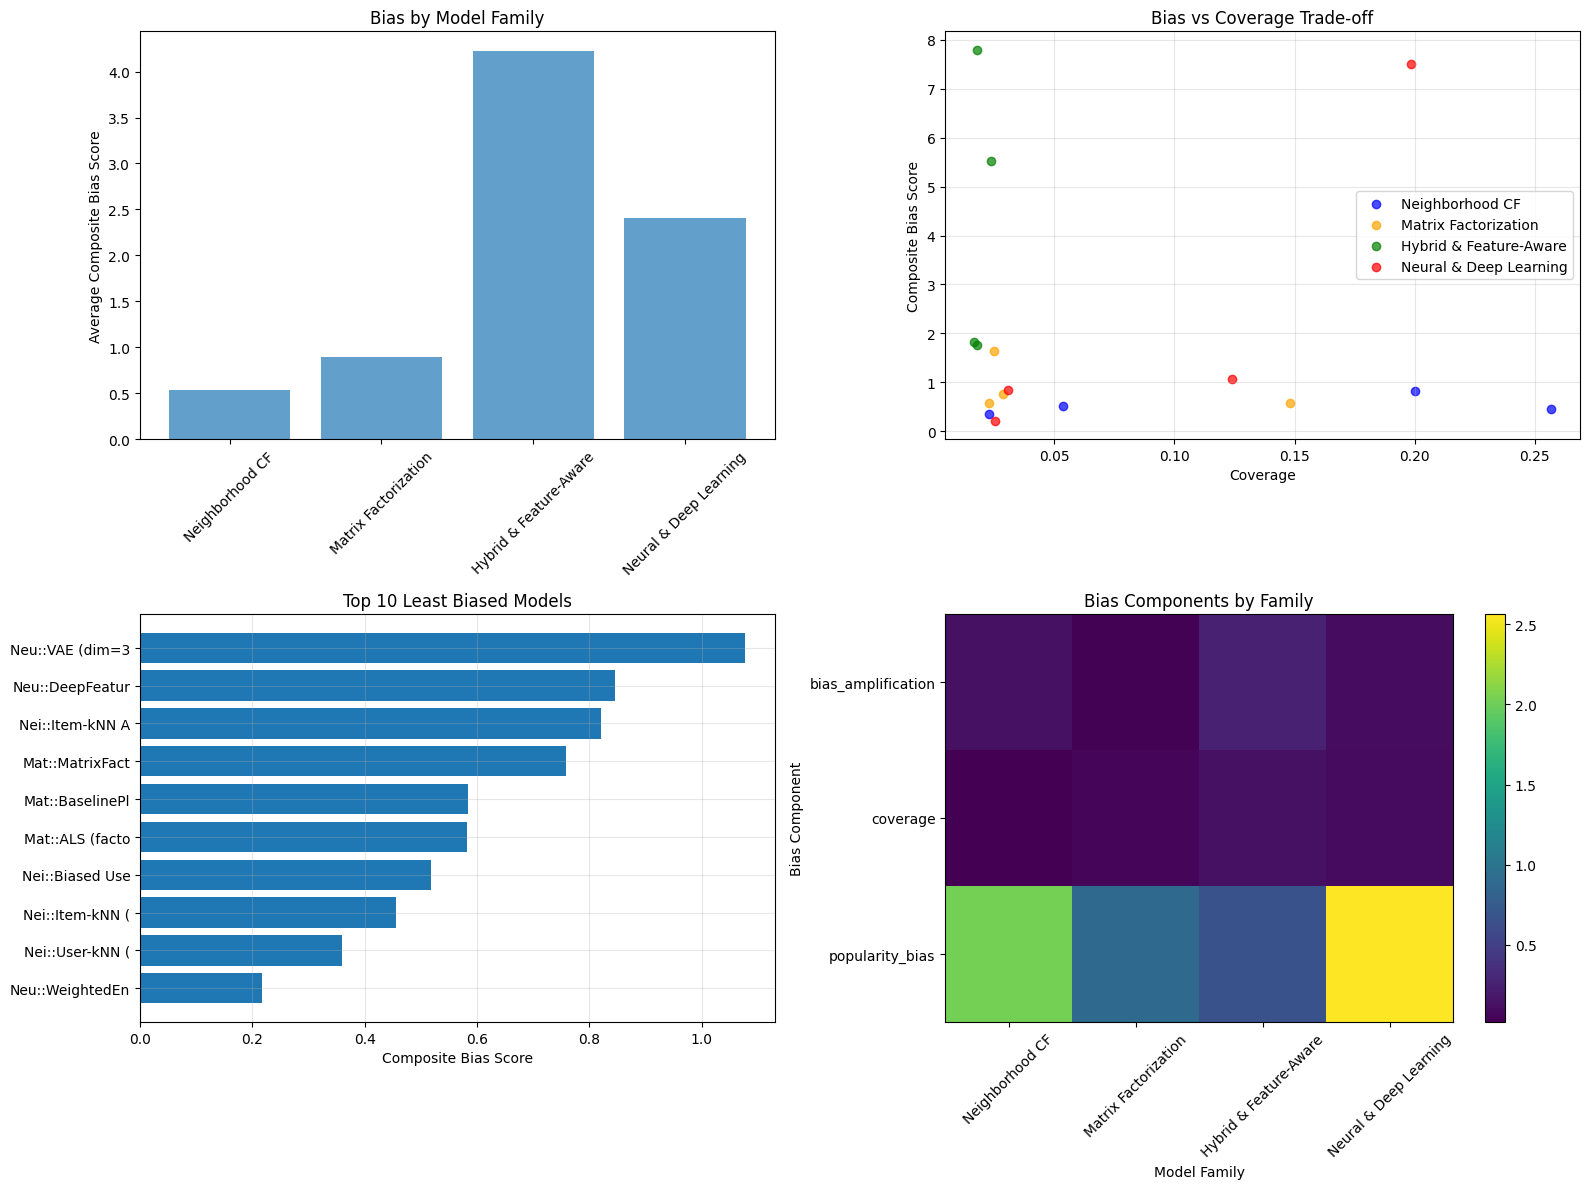 Bias by Model Family
Average Composite Bias Score
4.0
3.5
3.0
2.5
2.0
1.5
1.0
0.5
0.0
Neighborhood CF
Matrix Factorization
Hybrid & Feature-Aware
Neural & Deep Learning
Bias vs Coverage Trade-off
Composite Bias Score
8
7
6
5
4
3
2
1
0
Neighborhood CF
Matrix Factorization
Hybrid & Feature-Aware
Neural & Deep Learning
0.05 0.10 0.15 0.20 0.25
Coverage
Top 10 Least Biased Models
Neu::VAE (dim=3
Neu::DeepFeatur
Nei::Item-kNN A
Mat::MatrixFact
Mat::BaselinePl
Mat::ALS (facto
Nei::Biased Use
Nei::Item-kNN (
Nei::User-kNN (
Neu::WeightedEn
0.0 0.2 0.4 0.6 0.8 1.0
Composite Bias Score
Bias Components by Family
Bias Component
bias_amplification
coverage
popularity_bias
Neighborhood CF
Matrix Factorization
Hybrid & Feature-Aware
Neural & Deep Learning
Model Family
2.5
2.0
1.5
1.0
0.5